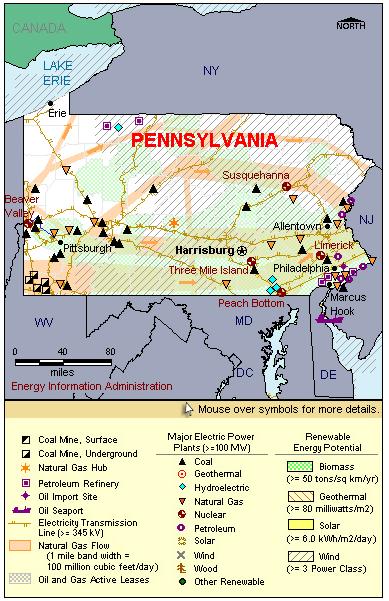 CANADA
NORTH
LAKE
ERIE
NY
Erie
PENNSYLVANIA
Susquehanna
Beaver
Valley
NJ
Allentown
Pittsburgh
Harrisburg
Limerick
Three Mile Island
Philadelphia
Peach Bottom
Marcus
Hook
WV
MD
DC
DE
0 40 80
miles
Energy Information Administration
Mouse over symbols for more details.
Coal Mine, Surface
Coal Mine, Underground
Natural Gas Hub
Petroleum Refinery
Oil Import Site
Oil Seaport
Electricity Transmission
Line (>= 345 kV)
Natural Gas Flow
(1 mile band width =
100 million cubic feet/day)
Oil and Gas Active Leases
Major Electric Power
Plants (>=100 MW)
Coal
Geothermal
Hydroelectric
Natural Gas
Nuclear
Petroleum
Solar
Wind
Wood
Other Renewable
Renewable
Energy Potential
Biomass
(>= 50 tons/sq km/yr)
Geothermal
(>= 80 milliwatts/m2)
Solar
(>= 6.0 kWh/m2/day)
Wind
(>= 3 Power Class)